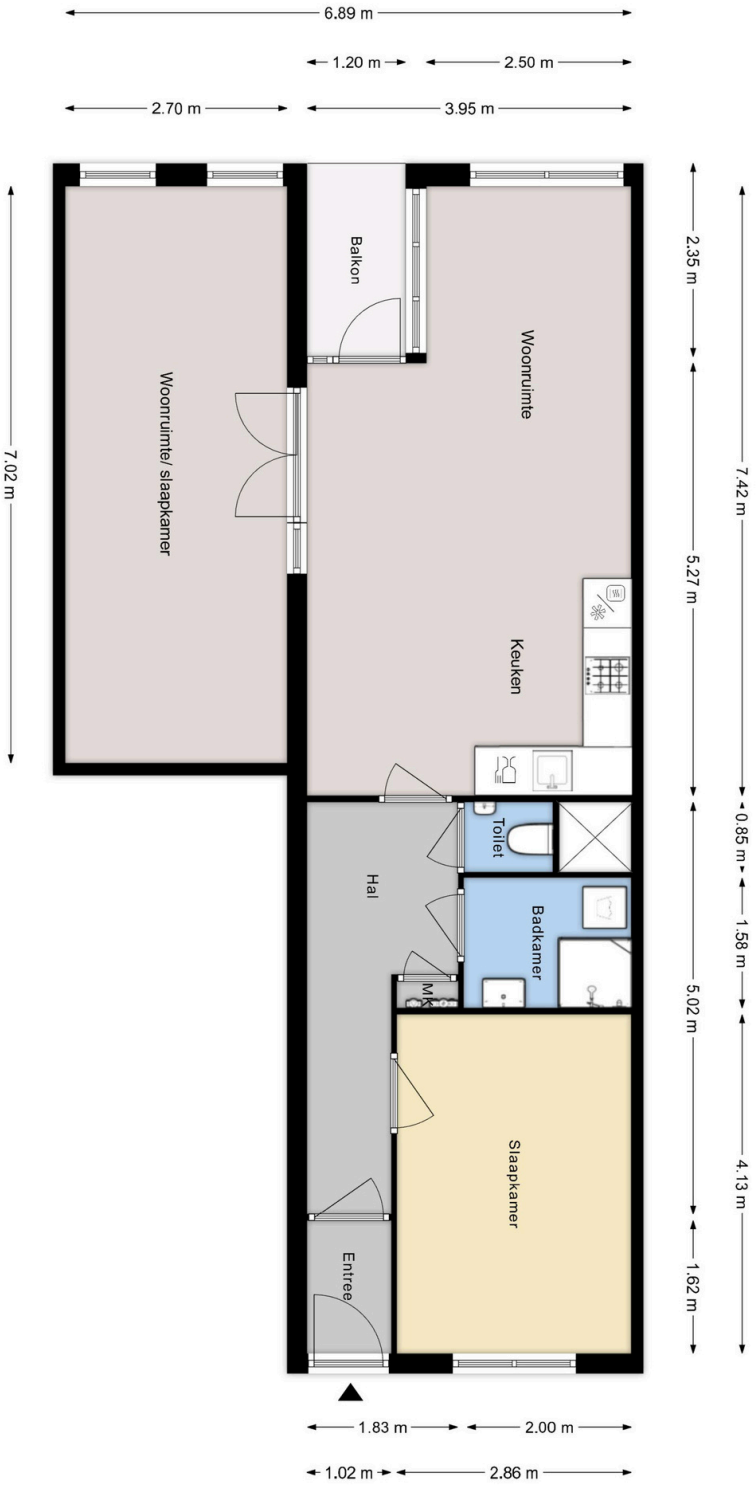 6.89 m
1.20 m
2.50 m
2.70 m
3.95 m
Balkon
2.35 m
Woonruimte
Woonruimte/ slaapkamer
7.02 m
7.42 m
5.27 m
Keuken
Toilet
0.85 m
Hal
Badkamer
1.58 m
MK
5.02 m
Slaapkamer
4.13 m
Entree
1.62 m
1.83 m
2.00 m
1.02 m
2.86 m